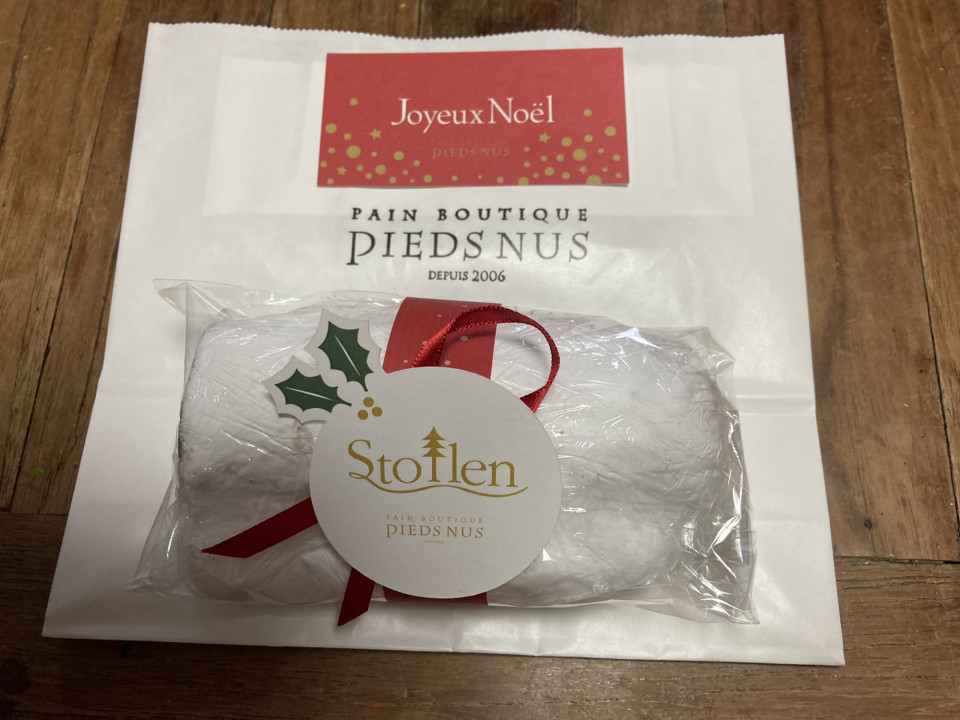 Joyeux Noël
PIEDS NUS
PAIN BOUTIQUE
PIEDS NUS
DEPUIS 2006
Stollen
PAIN BOUTIQUE
PIEDS NUS